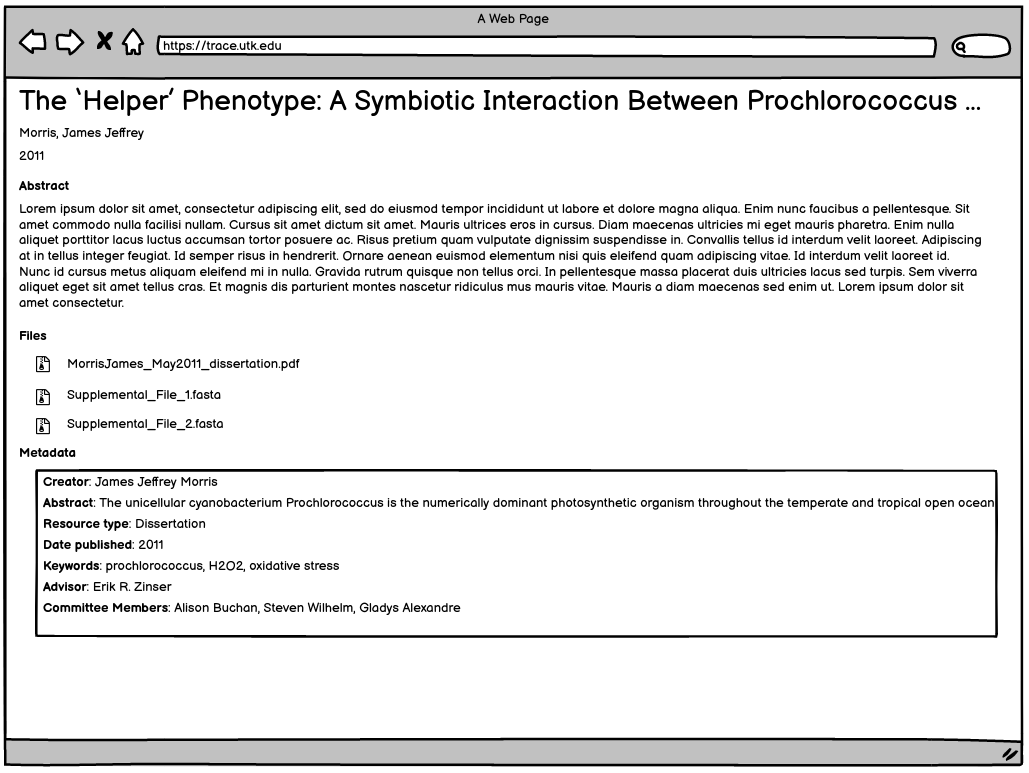 A Web Page
https://trace.utk.edu
The ‘Helper’ Phenotype: A Symbiotic Interaction Between Prochlorococcus ...
Morris, James Jeffrey
2011
Abstract
Lorem ipsum dolor sit amet, consectetur adipiscing elit, sed do eiusmod tempor incididunt ut labore et dolore magna aliqua. Enim nunc faucibus a pellentesque. Sit
amet commodo nulla facilisi nullam. Cursus sit amet dictum sit amet. Mauris ultrices eros in cursus. Diam maecenas ultricies mi eget mauris pharetra. Enim nulla
aliquet porttitor lacus luctus accumsan tortor posuere ac. Risus pretium quam vulputate dignissim suspendisse in. Convallis tellus id interdum velit laoreet. Adipiscing
at in tellus integer feugiat. Id semper risus in hendrerit. Ornare aenean euismod elementum nisi quis eleifend quam adipiscing vitae. Id interdum velit laoreet id.
Nunc id cursus metus aliquam eleifend mi in nulla. Gravida rutrum quisque non tellus orci. In pellentesque massa placerat duis ultricies lacus sed turpis. Sem viverra
aliquet eget sit amet tellus cras. Et magnis dis parturient montes nascetur ridiculus mus mauris vitae. Mauris a diam maecenas sed enim ut. Lorem ipsum dolor sit
amet consectetur.
Files
MorrisJames_May2011_dissertation.pdf
Supplemental_File_1.fasta
Supplemental_File_2.fasta
Metadata
Creator: James Jeffrey Morris
Abstract: The unicellular cyanobacterium Prochlorococcus is the numerically dominant photosynthetic organism throughout the temperate and tropical open ocean
Resource type: Dissertation
Date published: 2011
Keywords: prochlorococcus, H2O2, oxidative stress
Advisor: Erik R. Zinser
Committee Members: Alison Buchan, Steven Wilhelm, Gladys Alexandre